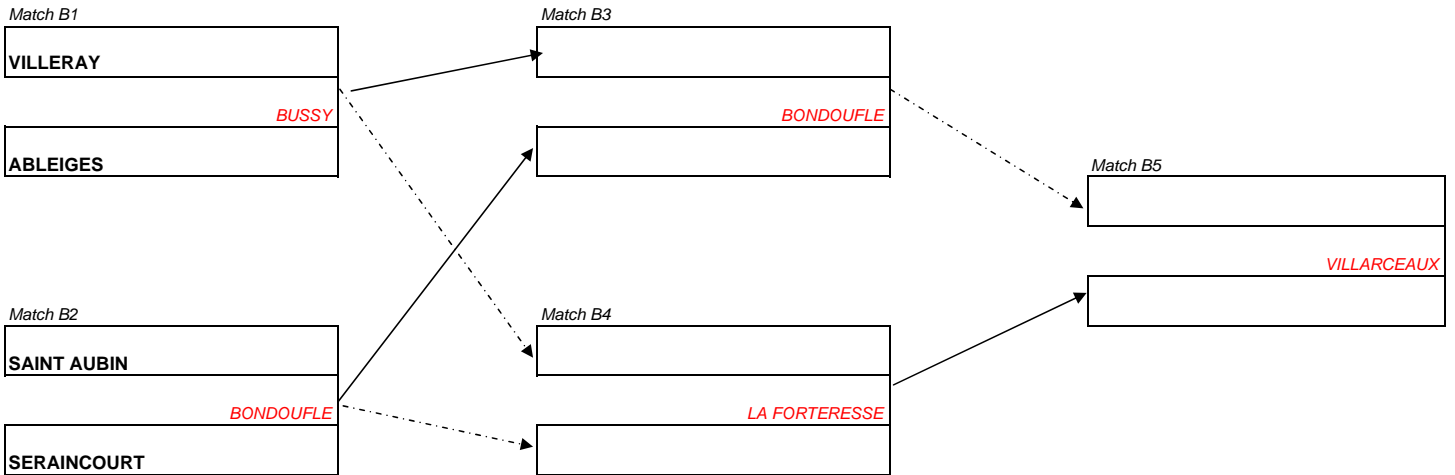 Match B1
VILLERAY
BUSSY
ABLEIGES
Match B2
SAINT AUBIN
BONDOUFLE
SERAINCOURT
Match B3
BONDOUFLE
Match B4
LA FORTERESSE
Match B5
VILLARCEAUX